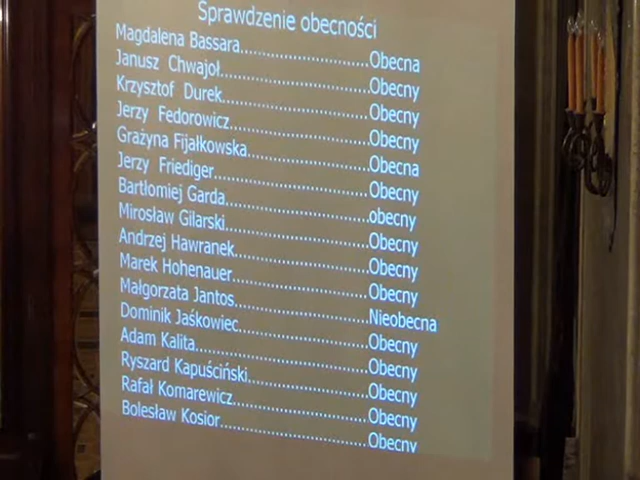 Sprawdzenie obecności
Magdalena Bassara..............................Obecna
Janusz Chwajoł..................................Obecny
Krzysztof Durek..................................Obecny
Jerzy Fedorowicz................................Obecny
Grażyna Fijałkowska............................Obecna
Jerzy Friediger...................................Obecny
Bartłomiej Garda.................................obecny
Mirosław Gilarski.................................Obecny
Andrzej Hawranek...............................Obecny
Marek Hohenauer................................Obecny
Małgorzata Jantos...............................Nieobecna
Dominik Jaśkowiec..............................Obecny
Adam Kalita.......................................Obecny
Ryszard Kapuściński............................Obecny
Rafał Komarewicz...............................Obecny
Bolesław Kosior..................................Obecny